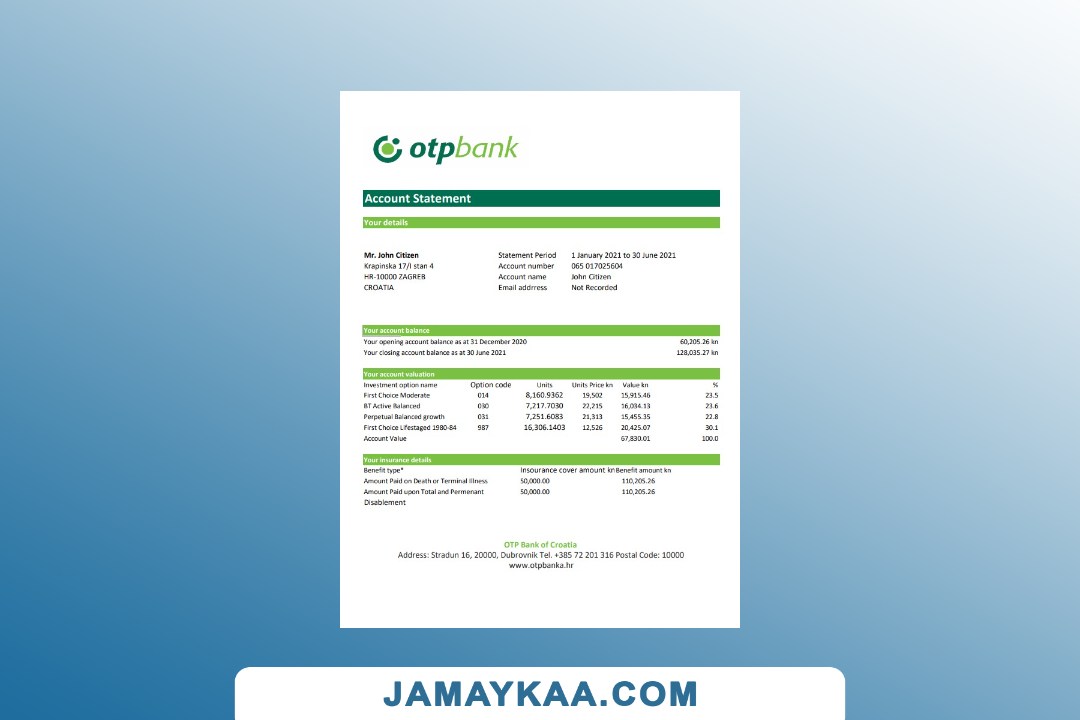 otpbank
Account Statement
Your details
Mr. John Citizen Statement Period 1 January 2021 to 30 June 2021
Krapinska 17/I stan 4 Account number 065 017025604
HR-10000 ZAGREB Account name John Citizen
CROATIA Email addrress Not Recorded
Your account balance
Your opening account balance as at 31 December 2020 60,205.26 kn
Your closing account balance as at 30 June 2021 128,035.27 kn
Your account valuation
Investment option name Option code Units Units Price kn Value kn %
First Choice Moderate 014 8,160.9362 19,502 15,915.46 23.5
BT Active Balanced 030 7,217.7030 22,215 16,034.13 23.6
Perpetual Balanced growth 031 7,251.6083 21,313 15,455.35 22.8
First Choice Lifestaged 1980-84 987 16,306.1403 12,526 20,425.07 30.1
Account Value 67,830.01 100.0
Your insurance details
Benefit type* Insourance cover amount kn Benefit amount kn
Amount Paid on Death or Terminal Illness 50,000.00 110,205.26
Amount Paid upon Total and Permenant 50,000.00 110,205.26
Disablement
OTP Bank of Croatia
Address: Stradun 16, 20000, Dubrovnik Tel. +385 72 201 316 Postal Code: 10000
www.otpbanka.hr
JAMAYKAA.COM